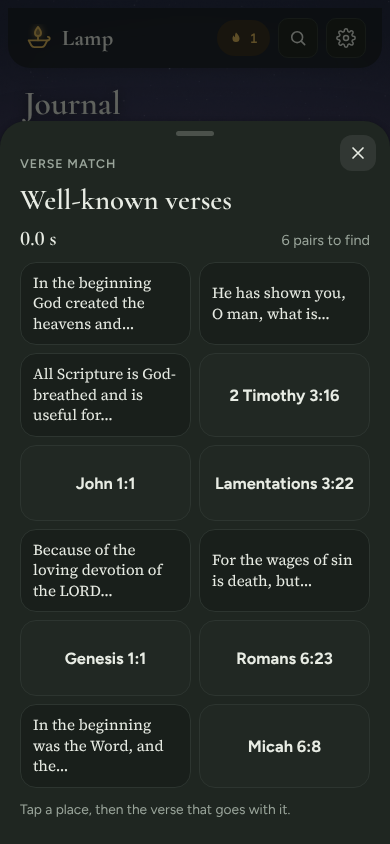 Lamp
1
Journal
VERSE MATCH
Well-known verses
0.0 s
6 pairs to find
In the beginning
God created the
heavens and...
He has shown you,
O man, what is...
All Scripture is God-
breathed and is
useful for...
2 Timothy 3:16
John 1:1
Lamentations 3:22
Because of the
loving devotion of
the LORD...
For the wages of sin
is death, but...
Genesis 1:1
Romans 6:23
In the beginning
was the Word, and
the...
Micah 6:8
Tap a place, then the verse that goes with it.